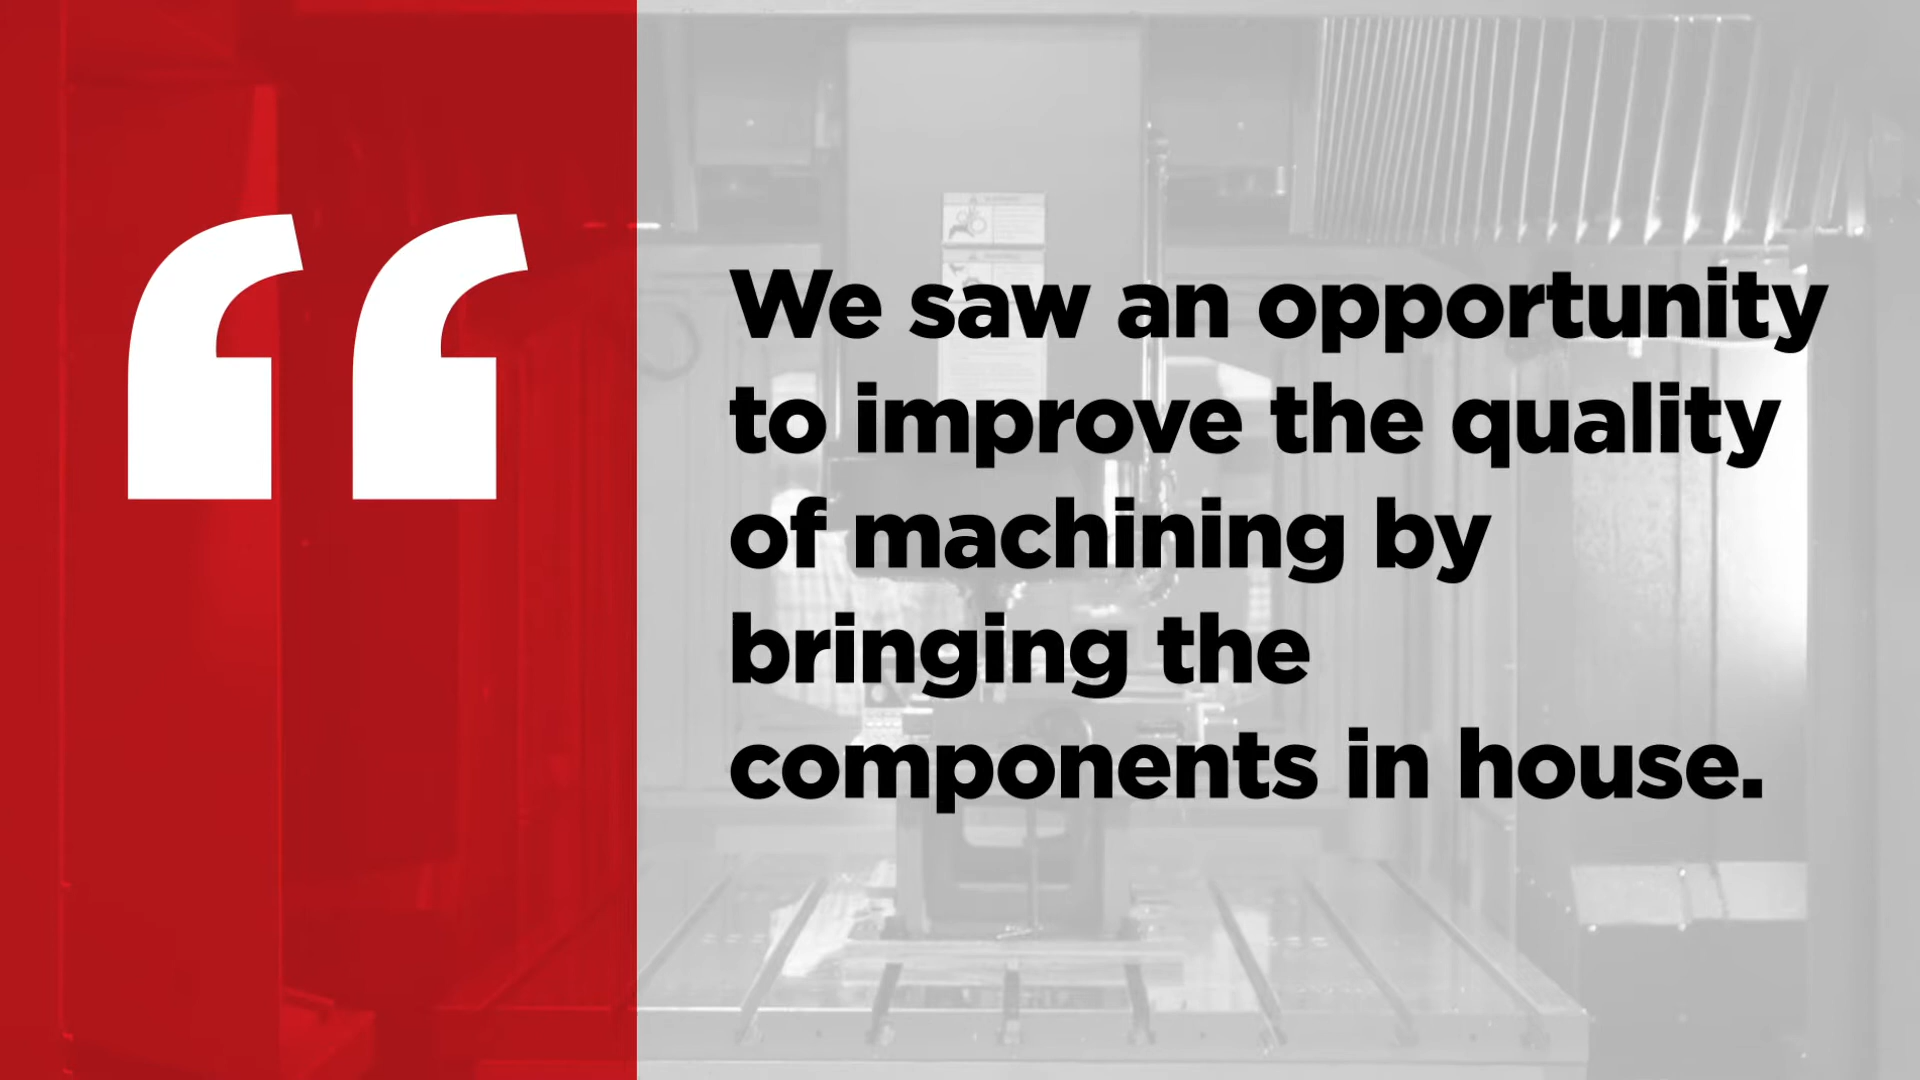 “
We saw an opportunity
to improve the quality
of machining by
bringing the
components in house.